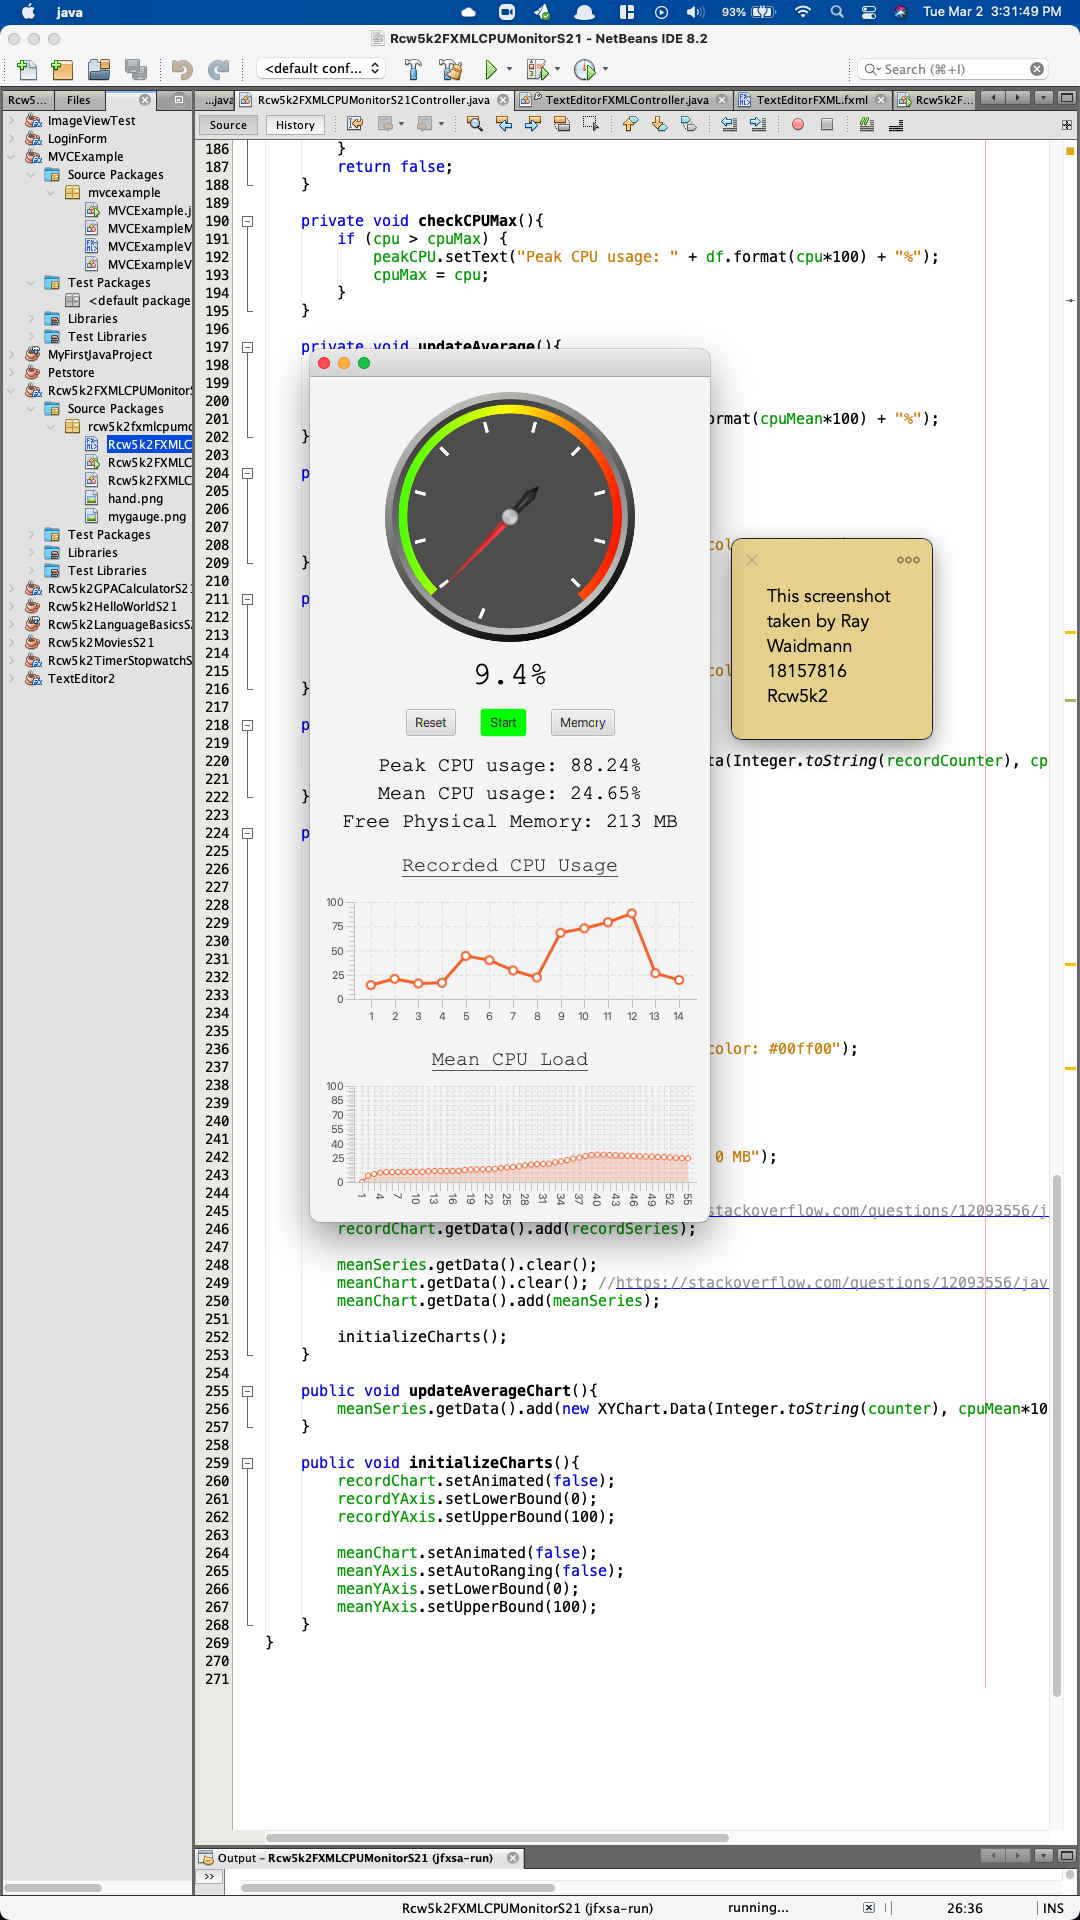 java
93%
Tue Mar 2 3:31:49 PM
Rcw5k2FXMLCPUMonitorS21 - NetBeans IDE 8.2
<default conf...
Search (⌘+I)
Rcw5...
Files
...java
Rcw5k2FXMLCPUMonitorS21Controller.java
TextEditorFXMLController.java
TextEditorFXML.fxml
Rcw5k2F...
Source
History
ImageViewTest
LoginForm
MVCExample
Source Packages
mvcexample
MVCExample.j
MVCExampleM
MVCExampleV
MVCExampleV
Test Packages
<default package
Libraries
Test Libraries
MyFirstJavaProject
Petstore
Rcw5k2FXMLCPUMonitorS
Source Packages
rcw5k2fxmlcpumo
Rcw5k2FXMLC
Rcw5k2FXMLC
Rcw5k2FXMLC
hand.png
mygauge.png
Test Packages
Libraries
Test Libraries
Rcw5k2GPACalculatorS21
Rcw5k2HelloWorldS21
Rcw5k2LanguageBasicsS2
Rcw5k2MoviesS21
Rcw5k2TimerStopwatchS
TextEditor2
186 }
187 return false;
188 }
189
190 private void checkCPUMax(){
191 if (cpu > cpuMax) {
192 peakCPU.setText("Peak CPU usage: " + df.format(cpu*100) + "%");
193 cpuMax = cpu;
194 }
195 }
196
197 private void updateAverage(){
198
199
200
201 ormat(cpuMean*100) + "%");
202 }
203
204 p
205
206
207
208 col
209 }
210
211 p
212
213
214
215 col
216 }
217
218 p
219
220 ta(Integer.toString(recordCounter), cp
221
222 }
223
224 p
225
226
227
228
229
230
231
232
233
234
235
236 color: #00ff00");
237
238
239
240
241
242 0 MB");
243
244
245 stackoverflow.com/questions/12093556/j
246 recordChart.getData().add(recordSeries);
247
248 meanSeries.getData().clear();
249 meanChart.getData().clear(); //https://stackoverflow.com/questions/12093556/jav
250 meanChart.getData().add(meanSeries);
251
252 initializeCharts();
253 }
254
255 public void updateAverageChart(){
256 meanSeries.getData().add(new XYChart.Data(Integer.toString(counter), cpuMean*10
257 }
258
259 public void initializeCharts(){
260 recordChart.setAnimated(false);
261 recordYAxis.setLowerBound(0);
262 recordYAxis.setUpperBound(100);
263
264 meanChart.setAnimated(false);
265 meanYAxis.setAutoRanging(false);
266 meanYAxis.setLowerBound(0);
267 meanYAxis.setUpperBound(100);
268 }
269 }
270
271
9.4%
Reset
Start
Memory
Peak CPU usage: 88.24%
Mean CPU usage: 24.65%
Free Physical Memory: 213 MB
Recorded CPU Usage
100
75
50
25
0
1 2 3 4 5 6 7 8 9 10 11 12 13 14
Mean CPU Load
100
85
70
55
40
25
0
1 4 7 10 13 16 19 22 25 28 31 34 37 40 43 46 49 52 55
This screenshot
taken by Ray
Waidmann
18157816
Rcw5k2
Output - Rcw5k2FXMLCPUMonitorS21 (jfxsa-run)
Rcw5k2FXMLCPUMonitorS21 (jfxsa-run)
running...
26:36
INS